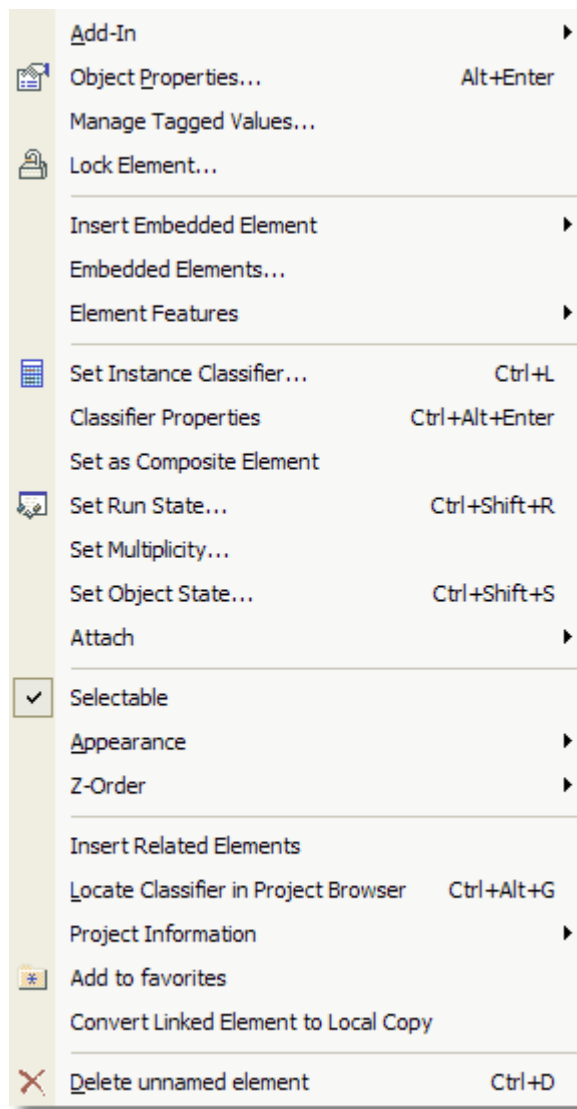 Add-In
Object Properties... Alt+Enter
Manage Tagged Values...
Lock Element...
Insert Embedded Element
Embedded Elements...
Element Features
Set Instance Classifier... Ctrl+L
Classifier Properties Ctrl+Alt+Enter
Set as Composite Element
Set Run State... Ctrl+Shift+R
Set Multiplicity...
Set Object State... Ctrl+Shift+S
Attach
Selectable
Appearance
Z-Order
Insert Related Elements
Locate Classifier in Project Browser Ctrl+Alt+G
Project Information
Add to favorites
Convert Linked Element to Local Copy
Delete unnamed element Ctrl+D